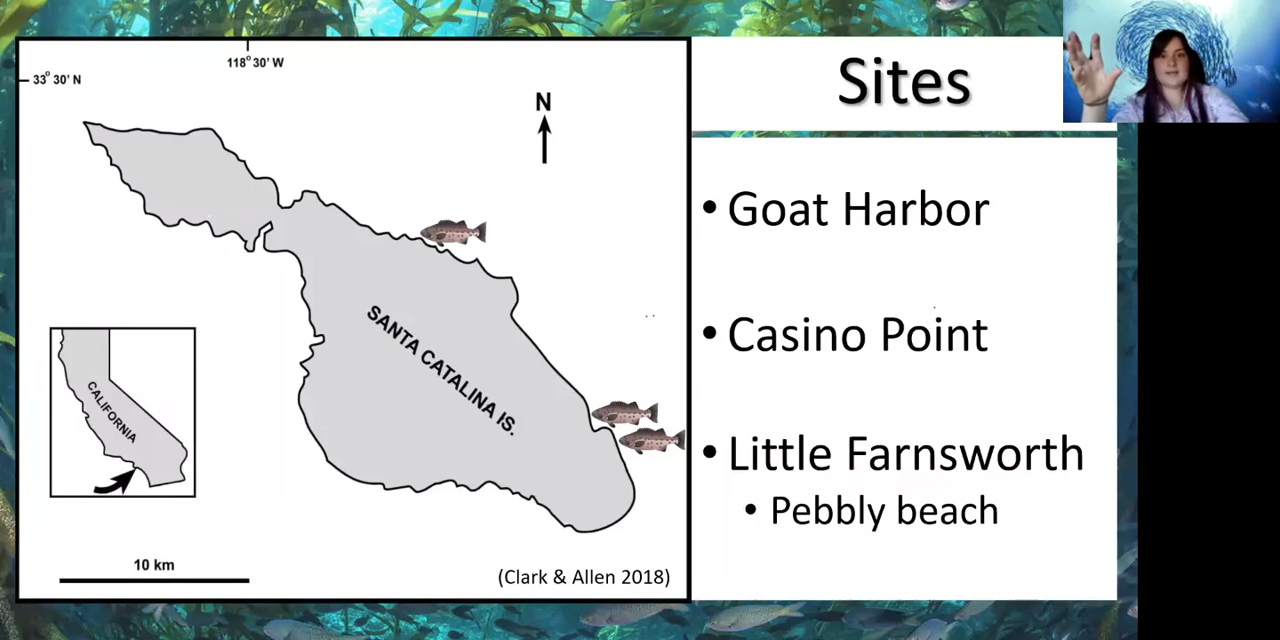 118° 30' W
33° 30' N
N
SANTA CATALINA IS.
CALIFORNIA
10 km
(Clark & Allen 2018)
Sites
• Goat Harbor
• Casino Point
• Little Farnsworth
• Pebbly beach